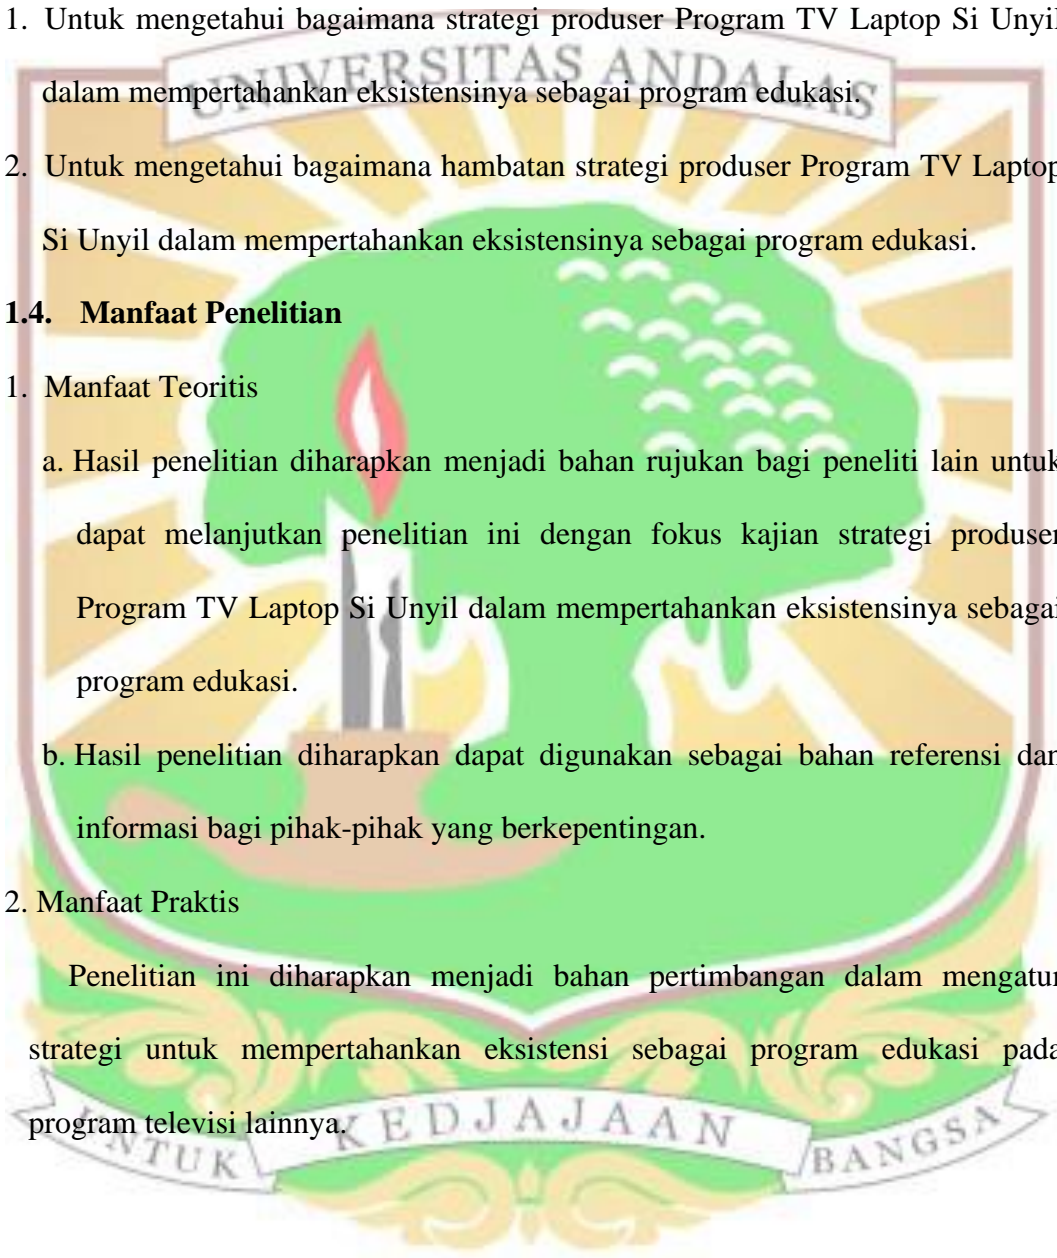 1. Untuk mengetahui bagaimana strategi produser Program TV Laptop Si Unyil
UNIVERSITAS ANDALAS
dalam mempertahankan eksistensinya sebagai program edukasi.
2. Untuk mengetahui bagaimana hambatan strategi produser Program TV Laptop
Si Unyil dalam mempertahankan eksistensinya sebagai program edukasi.
1.4. Manfaat Penelitian
1. Manfaat Teoritis
a. Hasil penelitian diharapkan menjadi bahan rujukan bagi peneliti lain untuk
dapat melanjutkan penelitian ini dengan fokus kajian strategi produser
Program TV Laptop Si Unyil dalam mempertahankan eksistensinya sebagai
program edukasi.
b. Hasil penelitian diharapkan dapat digunakan sebagai bahan referensi dan
informasi bagi pihak-pihak yang berkepentingan.
2. Manfaat Praktis
Penelitian ini diharapkan menjadi bahan pertimbangan dalam mengatur
strategi untuk mempertahankan eksistensi sebagai program edukasi pada
program televisi lainnya.
UNTUK KEDJAJAAN BANGSA